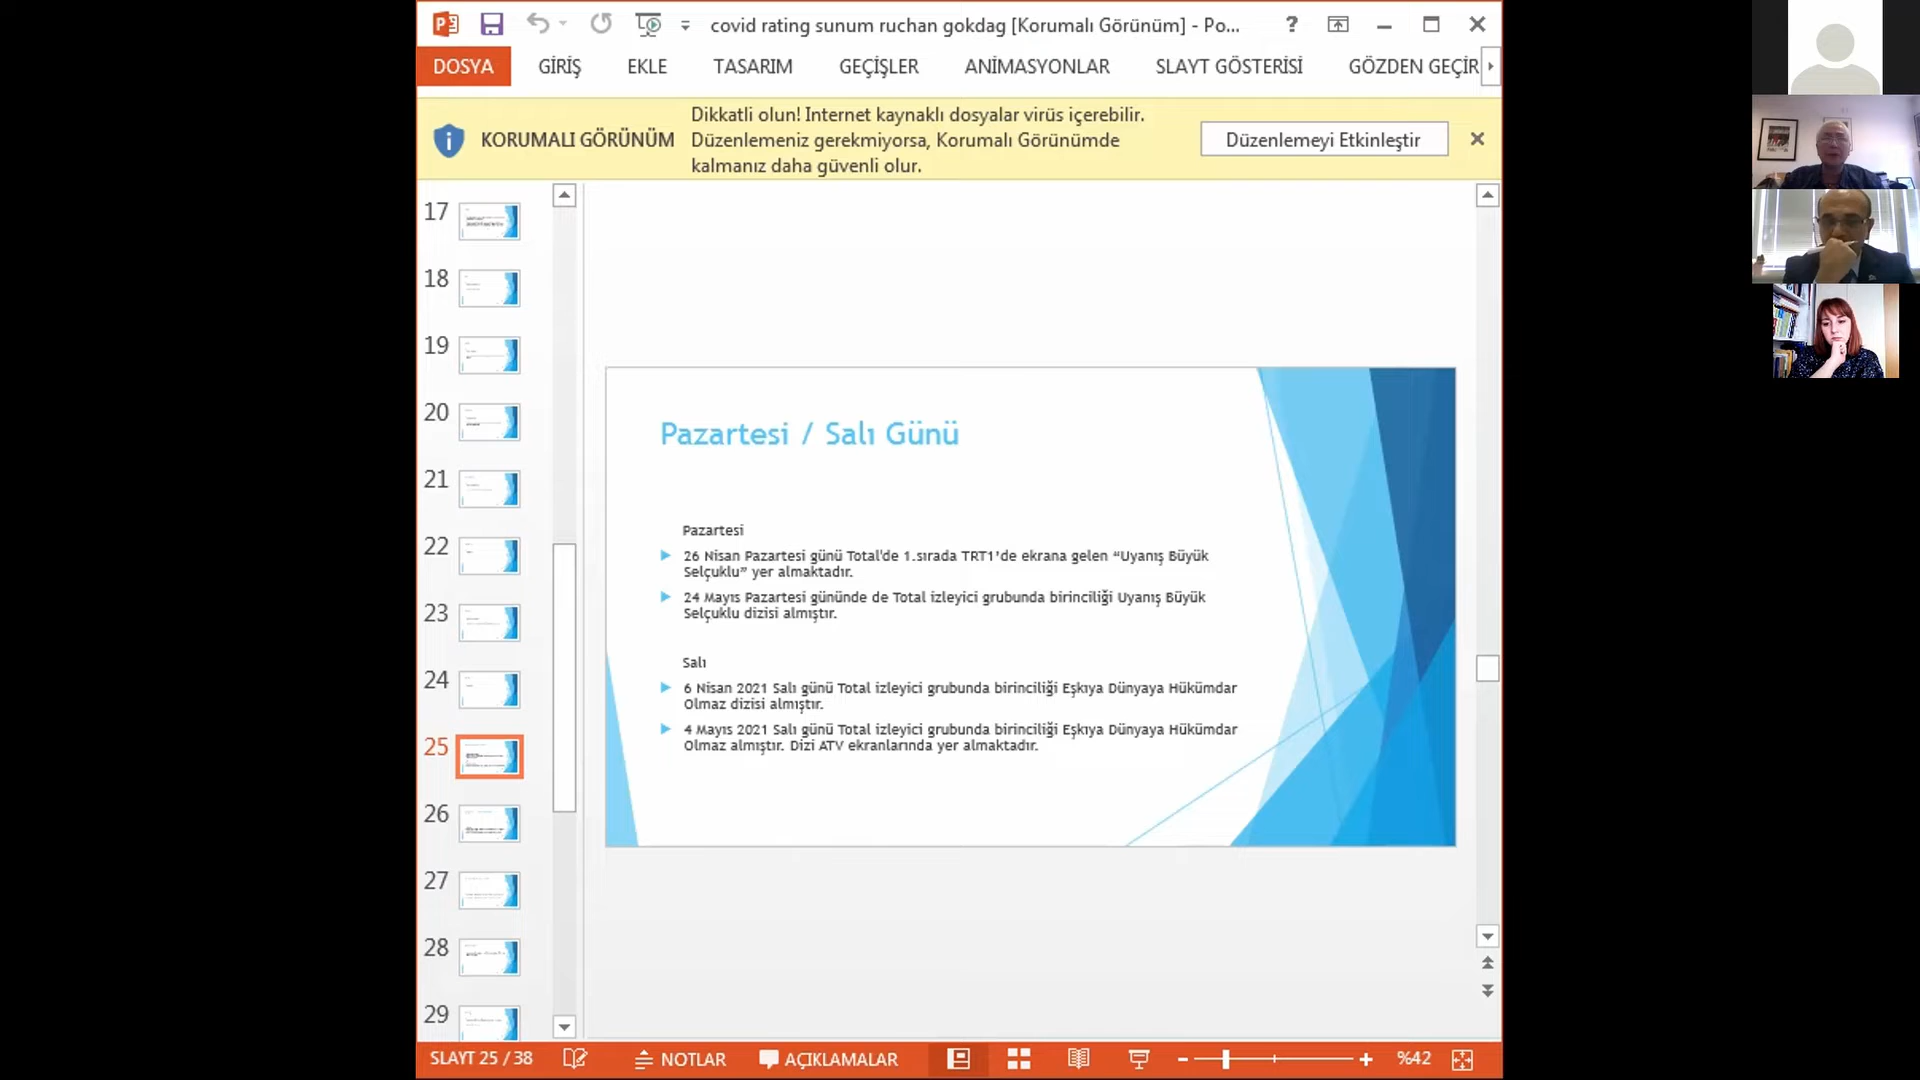 covid rating sunum ruchan gokdag [Korumalı Görünüm] - Po...
DOSYA GİRİŞ EKLE TASARIM GEÇİŞLER ANİMASYONLAR SLAYT GÖSTERİSİ GÖZDEN GEÇİR
KORUMALI GÖRÜNÜM
Dikkatli olun! Internet kaynaklı dosyalar virüs içerebilir.
Düzenlemeniz gerekmiyorsa, Korumalı Görünümde
kalmanız daha güvenli olur.
Düzenlemeyi Etkinleştir
17
18
19
20
21
22
23
24
25
26
27
28
29
Pazartesi / Salı Günü
Pazartesi
26 Nisan Pazartesi günü Total'de 1.sırada TRT1’de ekrana gelen “Uyanış Büyük
Selçuklu” yer almaktadır.
24 Mayıs Pazartesi gününde de Total izleyici grubunda birinciliği Uyanış Büyük
Selçuklu dizisi almıştır.
Salı
6 Nisan 2021 Salı günü Total izleyici grubunda birinciliği Eşkıya Dünyaya Hükümdar
Olmaz dizisi almıştır.
4 Mayıs 2021 Salı günü Total izleyici grubunda birinciliği Eşkıya Dünyaya Hükümdar
Olmaz almıştır. Dizi ATV ekranlarında yer almaktadır.
SLAYT 25 / 38 NOTLAR AÇIKLAMALAR %42